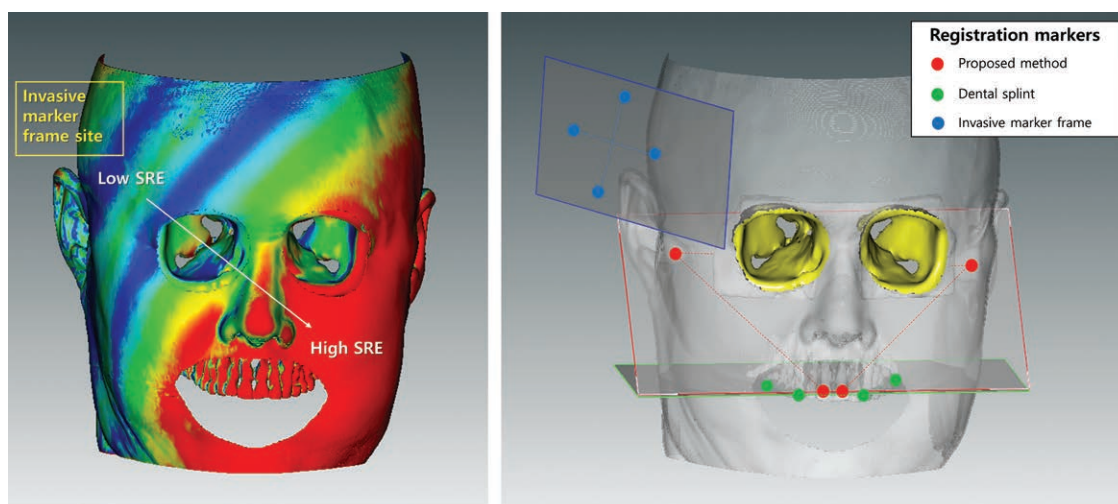 Invasive
marker
frame site
Low SRE
High SRE
Registration markers
Proposed method
Dental splint
Invasive marker frame